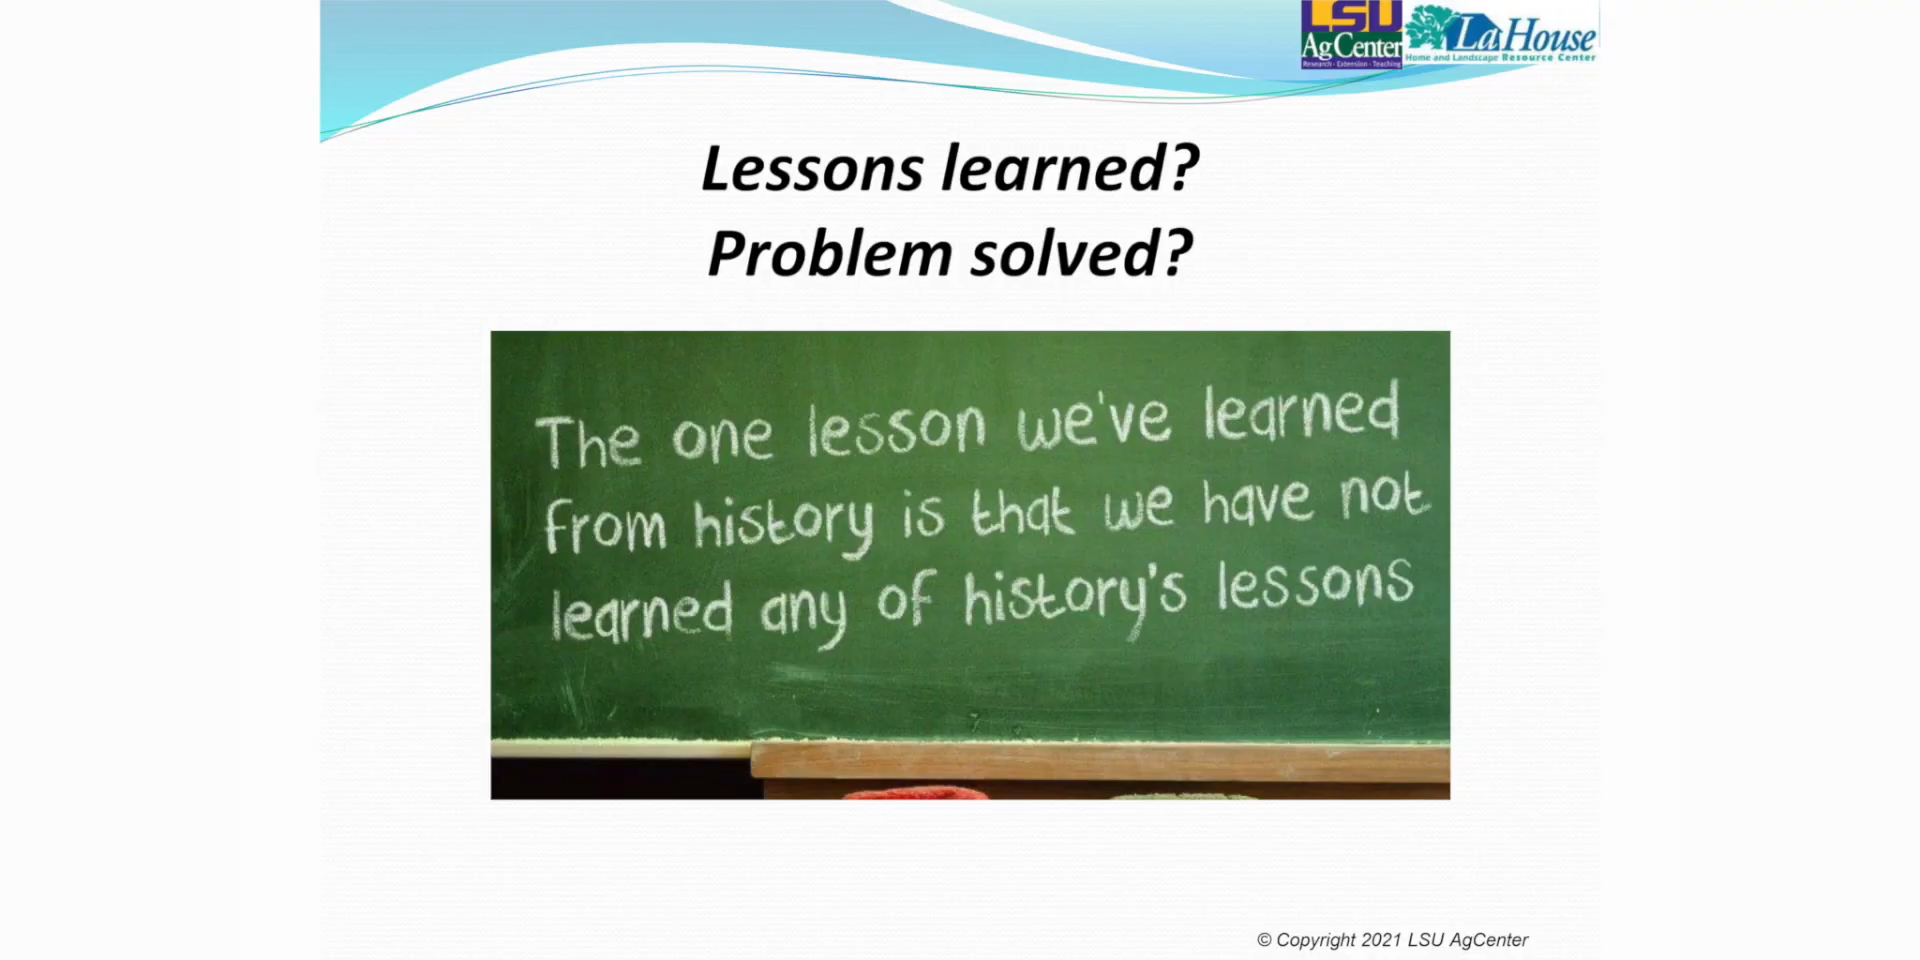 LSU
AgCenter
Research · Extension · Teaching
LaHouse
Home and Landscape Resource Center
Lessons learned?
Problem solved?
The one lesson we've learned
from history is that we have not
learned any of history's lessons
© Copyright 2021 LSU AgCenter